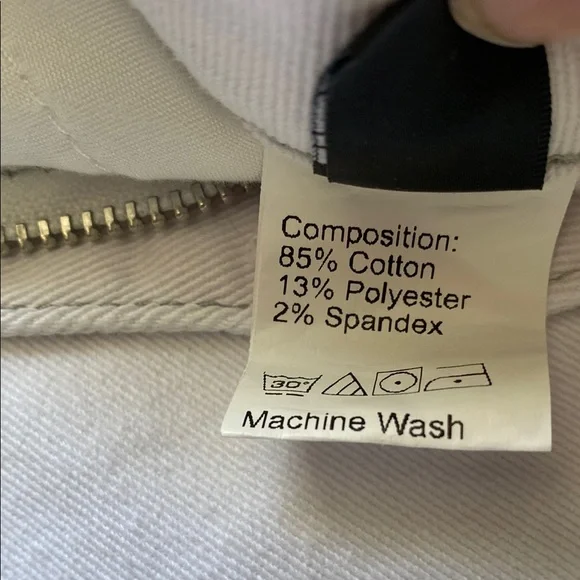 Composition:
85% Cotton
13% Polyester
2% Spandex
30°
Machine Wash